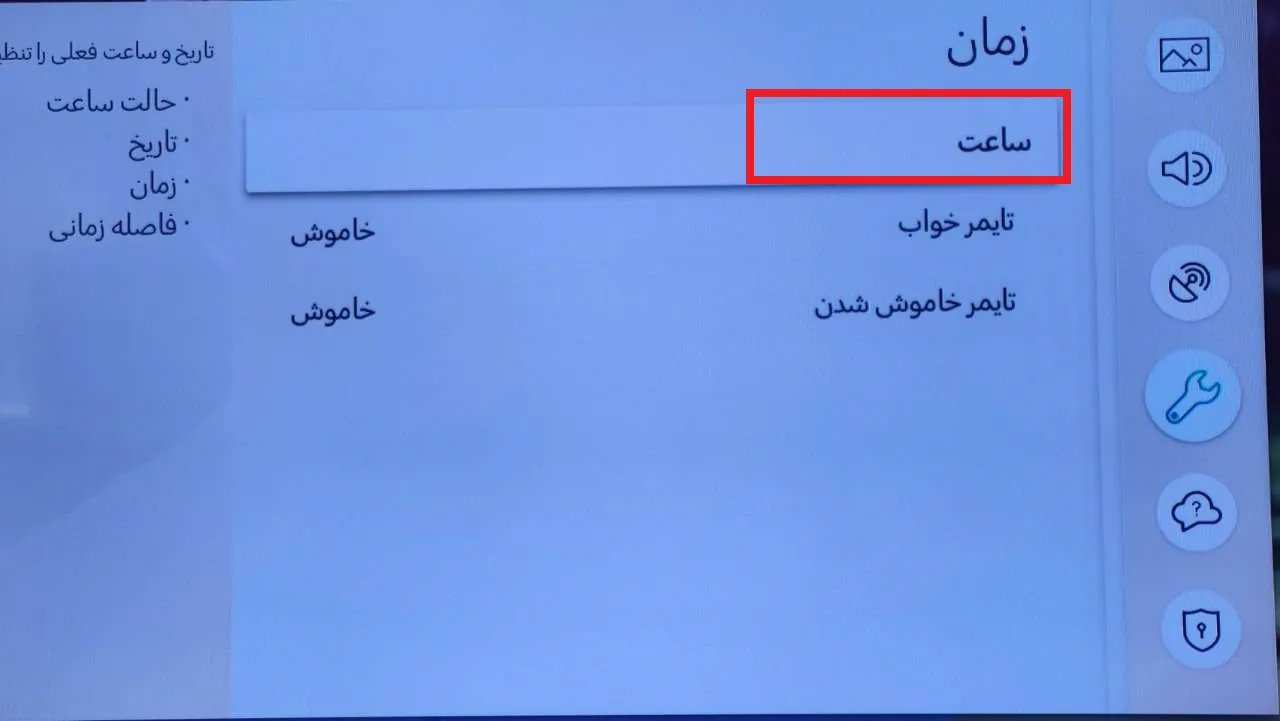 زمان
ساعت
تایمر خواب خاموش
تایمر خاموش شدن خاموش
تاریخ و ساعت فعلی را
· حالت ساعت
· تاریخ
· زمان
· فاصله زمانی